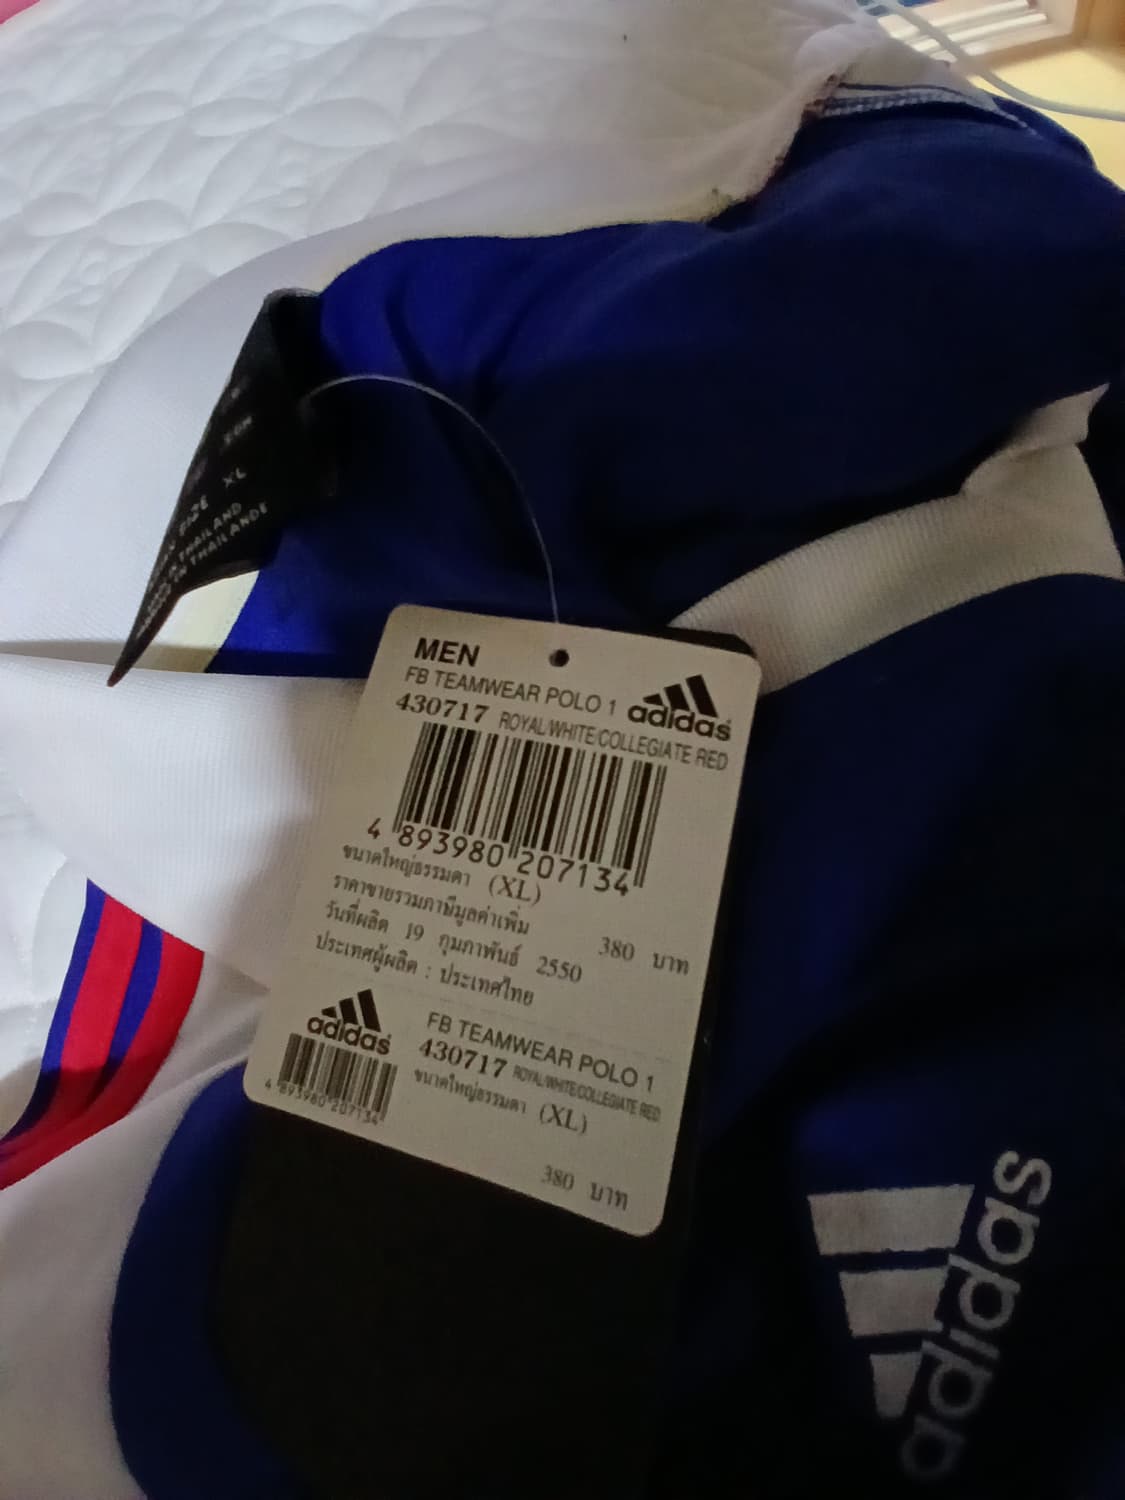 XL
SIZE
THAILAND
IN THAILANDE
MEN
FB TEAMWEAR POLO 1
adidas
430717 ROYAL/WHITE/COLLEGIATE RED
4 893980 207134
ขนาดใหญ่ธรรมดา (XL)
ราคาขายรวมภาษีมูลค่าเพิ่ม 380 บาท
วันที่ผลิต 19 กุมภาพันธ์ 2550
ประเทศผู้ผลิต : ประเทศไทย
adidas
FB TEAMWEAR POLO 1
430717 ROYAL/WHITE/COLLEGIATE RED
4 893980 207134
ขนาดใหญ่ธรรมดา (XL)
380 บาท
adidas